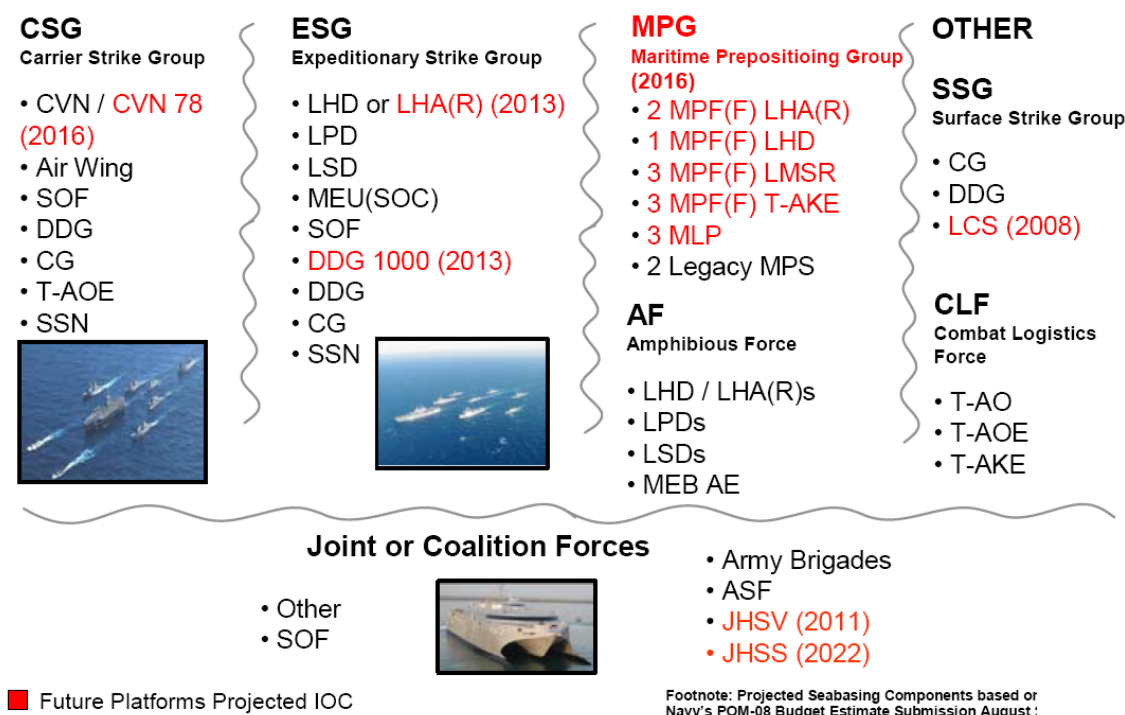 CSG
Carrier Strike Group
• CVN / CVN 78
(2016)
• Air Wing
• SOF
• DDG
• CG
• T-AOE
• SSN
ESG
Expeditionary Strike Group
• LHD or LHA(R) (2013)
• LPD
• LSD
• MEU(SOC)
• SOF
• DDG 1000 (2013)
• DDG
• CG
• SSN
MPG
Maritime Prepositioing Group
(2016)
• 2 MPF(F) LHA(R)
• 1 MPF(F) LHD
• 3 MPF(F) LMSR
• 3 MPF(F) T-AKE
• 3 MLP
• 2 Legacy MPS
AF
Amphibious Force
• LHD / LHA(R)s
• LPDs
• LSDs
• MEB AE
OTHER
SSG
Surface Strike Group
• CG
• DDG
• LCS (2008)
CLF
Combat Logistics
Force
• T-AO
• T-AOE
• T-AKE
Joint or Coalition Forces
• Other
• SOF
• Army Brigades
• ASF
• JHSV (2011)
• JHSS (2022)
Future Platforms Projected IOC
Footnote: Projected Seabasing Components based or
Navy's POM-08 Budget Estimate Submission August